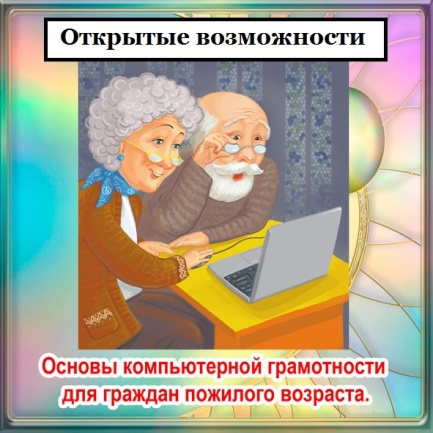 Открытые возможности
Основы компьютерной грамотности
для граждан пожилого возраста.